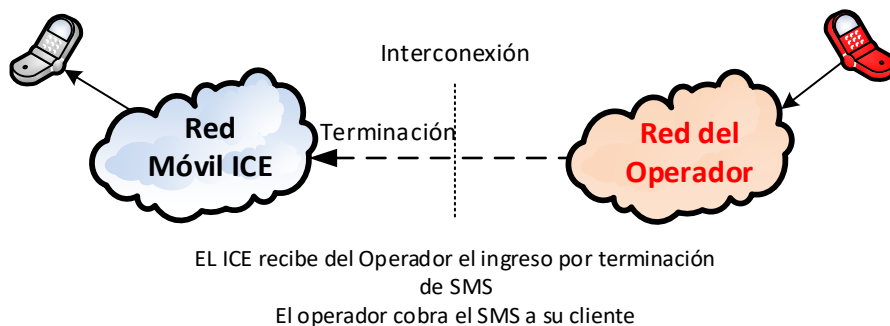 Interconexión
Red
Móvil ICE
Terminación
Red del
Operador
EL ICE recibe del Operador el ingreso por terminación
de SMS
El operador cobra el SMS a su cliente